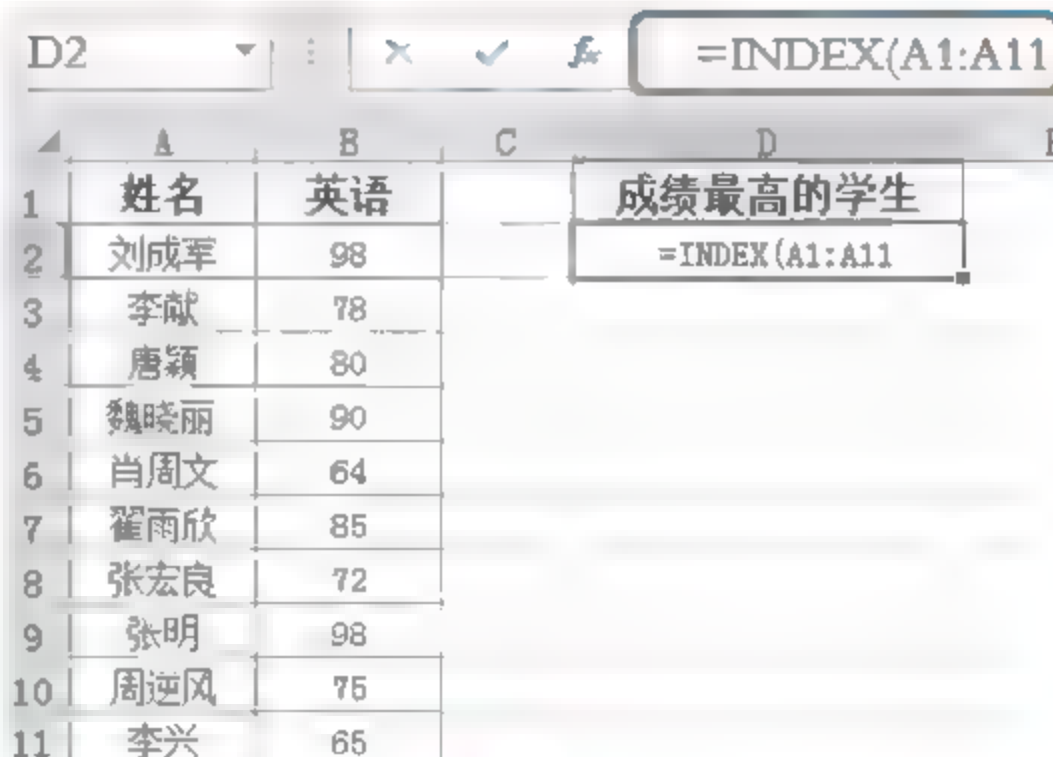 D2 =INDEX(A1:A11
A B C D
1 姓名 英语 成绩最高的学生
2 刘成军 98 =INDEX(A1:A11
3 李献 78
4 唐颖 80
5 魏晓丽 90
6 肖周文 64
7 翟雨欣 85
8 张宏良 72
9 张明 98
10 周逆风 75
11 李兴 65